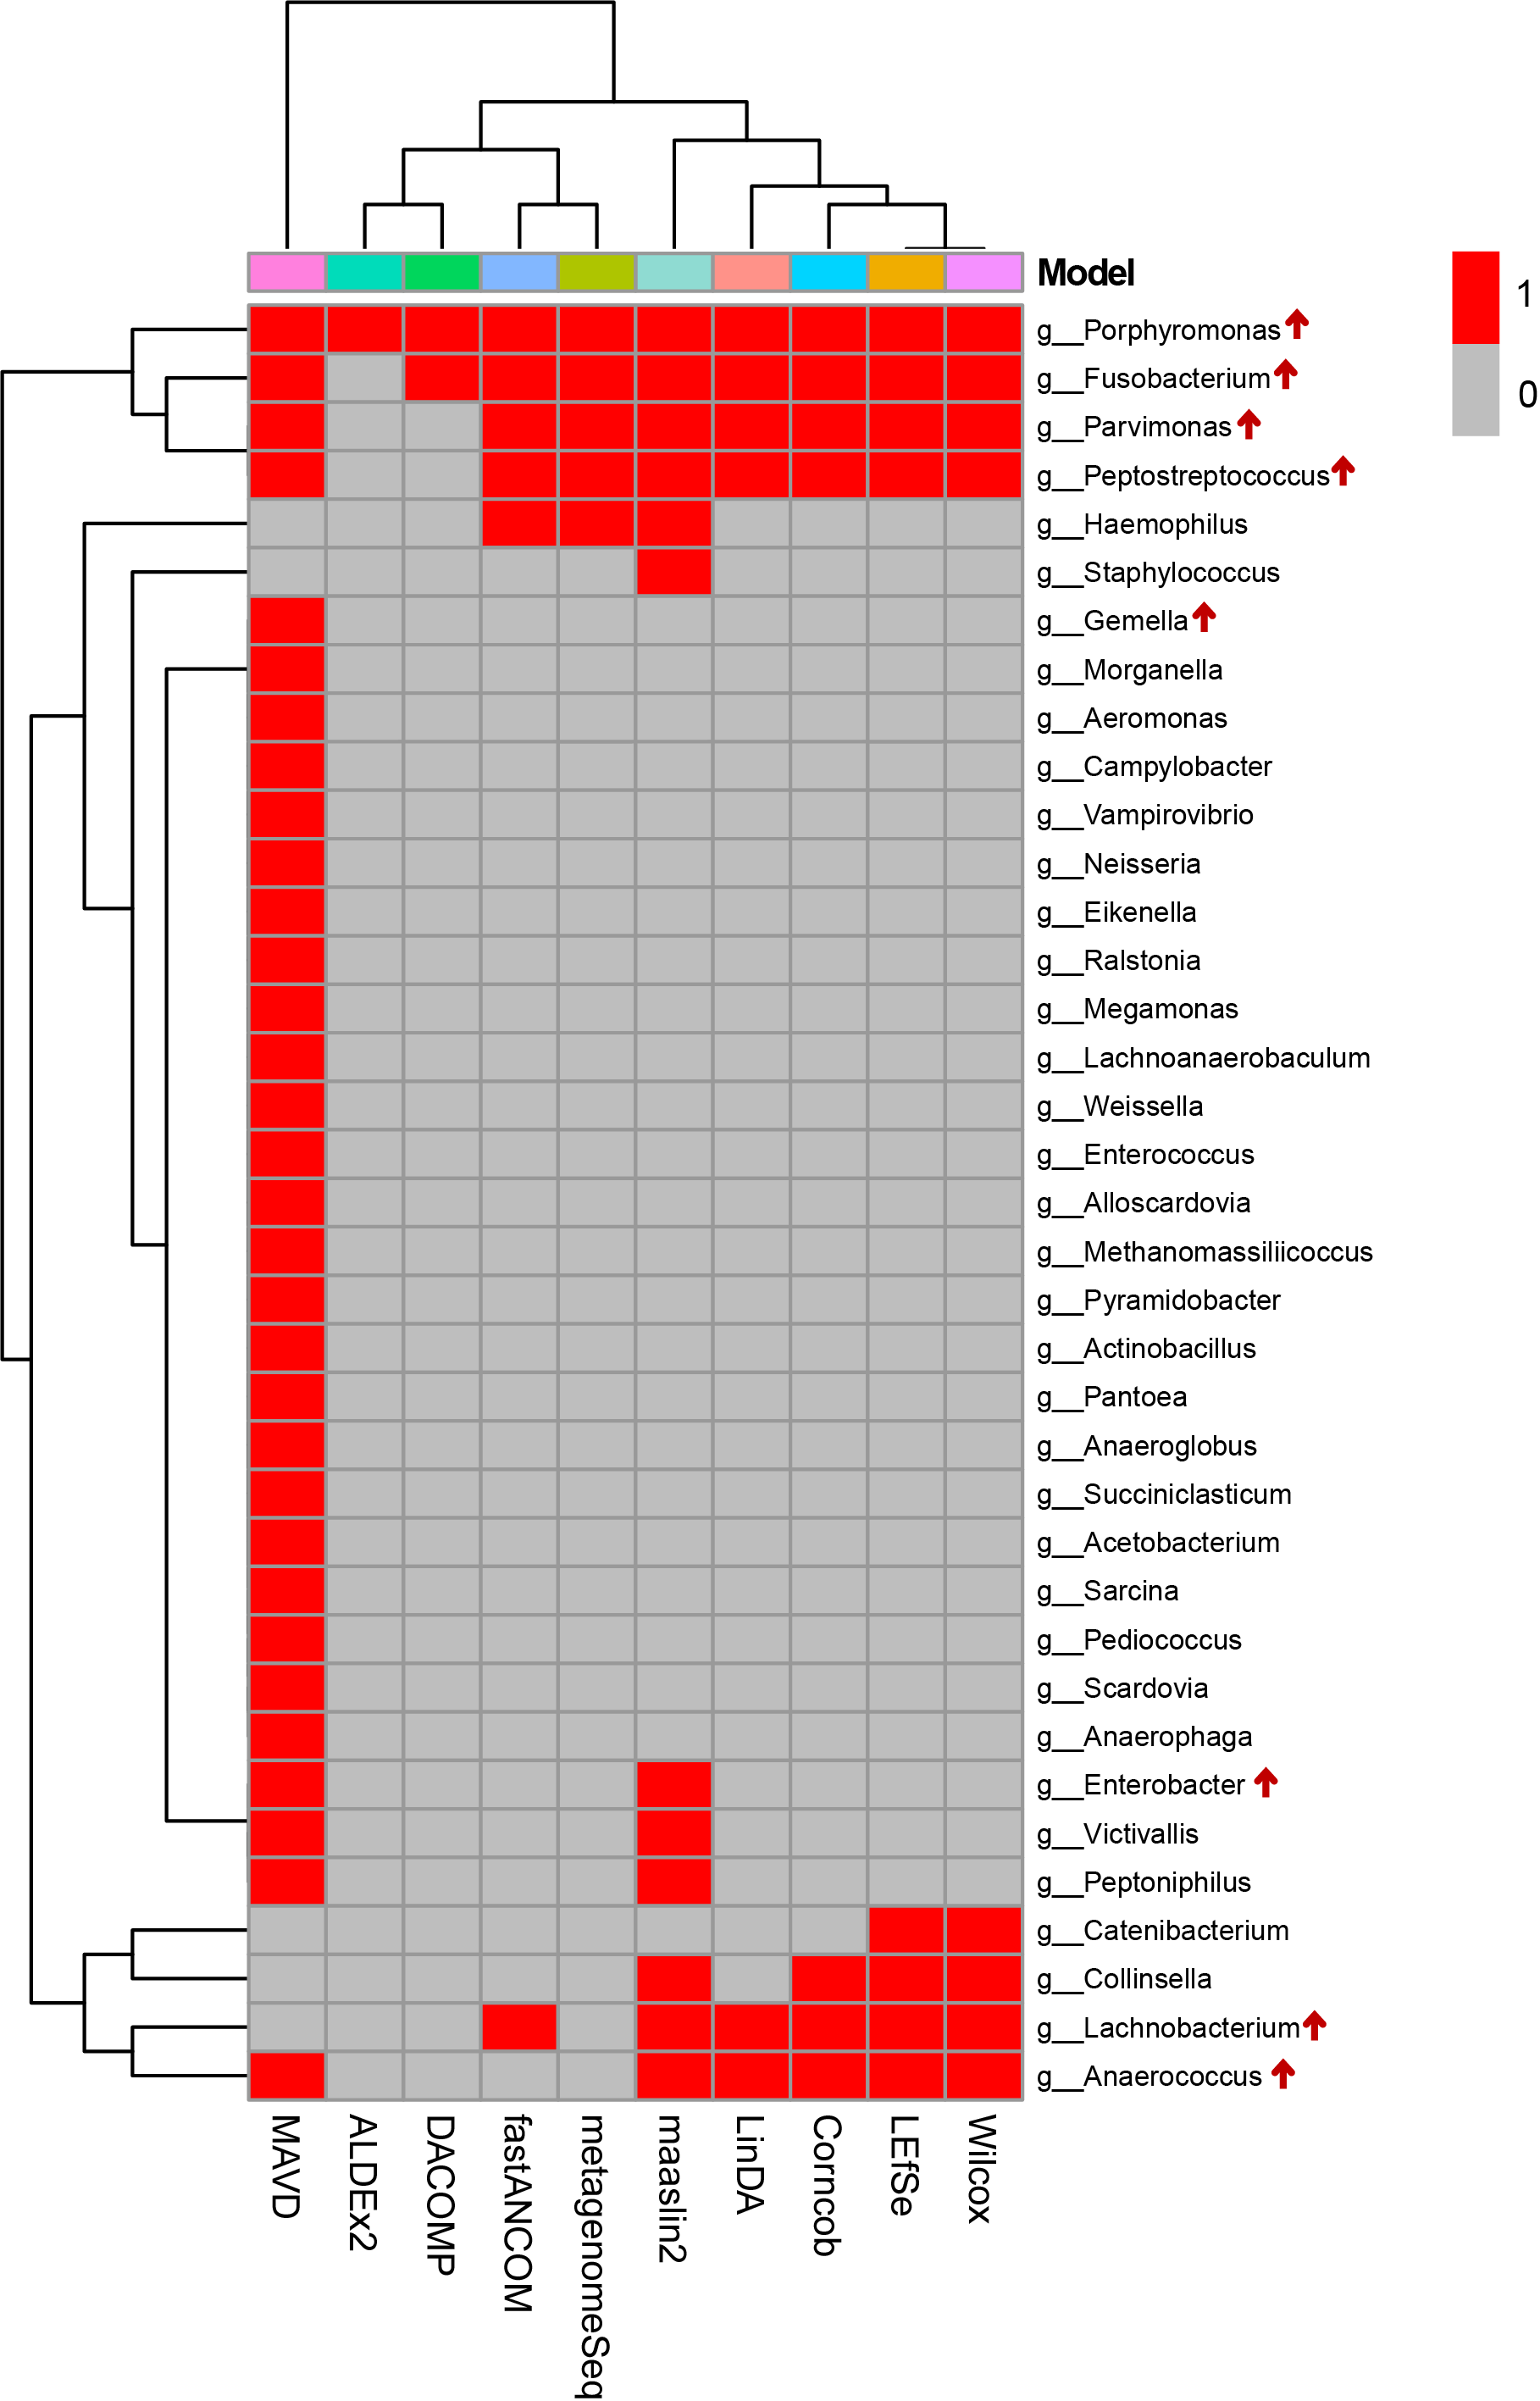 Model
1
0
g__Porphyromonas
g__Fusobacterium
g__Parvimonas
g__Peptostreptococcus
g__Haemophilus
g__Staphylococcus
g__Gemella
g__Morganella
g__Aeromonas
g__Campylobacter
g__Vampirovibrio
g__Neisseria
g__Eikenella
g__Ralstonia
g__Megamonas
g__Lachnoanaerobaculum
g__Weissella
g__Enterococcus
g__Alloscardovia
g__Methanomassiliicoccus
g__Pyramidobacter
g__Actinobacillus
g__Pantoea
g__Anaeroglobus
g__Succiniclasticum
g__Acetobacterium
g__Sarcina
g__Pediococcus
g__Scardovia
g__Anaerophaga
g__Enterobacter
g__Victivallis
g__Peptoniphilus
g__Catenibacterium
g__Collinsella
g__Lachnobacterium
g__Anaerococcus
MAVD
ALDEx2
DACOMP
fastANCOM
metagenomeSeq
maaslin2
LinDA
Corncob
LEfSe
Wilcox